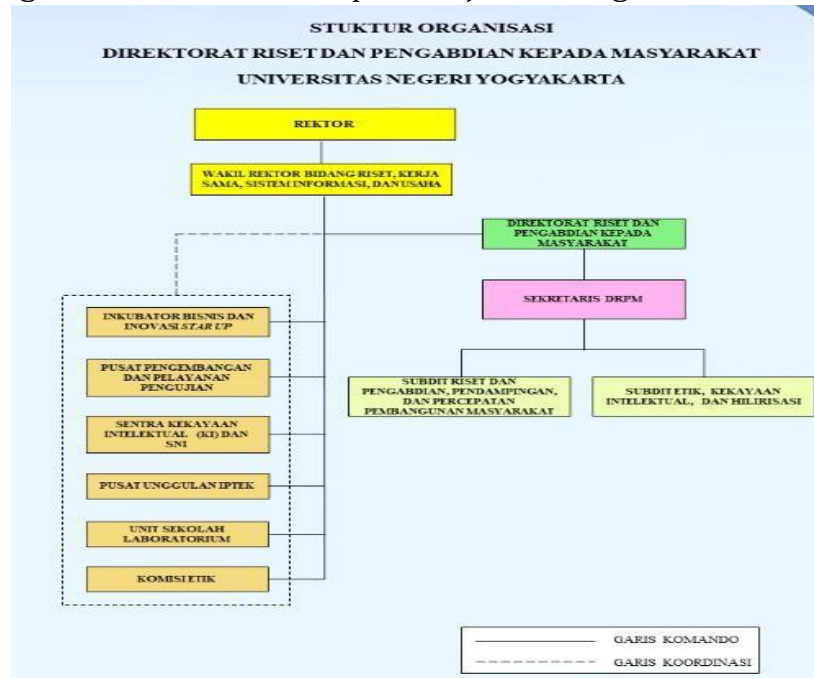 STUKTUR ORGANISASI
DIREKTORAT RISET DAN PENGABDIAN KEPADA MASYARAKAT
UNIVERSITAS NEGERI YOGYAKARTA
REKTOR
WAKIL REKTOR BIDANG RISET, KERJA
SAMA, SISTEM INFORMASI, DAN USAHA
DIREKTORAT RISET DAN
PENGABDIAN KEPADA
MASYARAKAT
SEKRETARIS DRPM
INKUBATOR BISNIS DAN
INOVASI STAR UP
PUSAT PENGEMBANGAN
DAN PELAYANAN
PENGUJIAN
SUBDIT RISET DAN
PENGABDIAN, PENDAMPINGAN,
DAN PERCEPATAN
PEMBANGUNAN MASYARAKAT
SUBDIT ETIK, KEKAYAAN
INTELEKTUAL, DAN HILIRISASI
SENTRA KEKAYAAN
INTELEKTUAL (KI) DAN
SNI
PUSAT UNGGULAN IPTEK
UNIT SEKOLAH
LABORATORIUM
KOMISI ETIK
GARIS KOMANDO
GARIS KOORDINASI